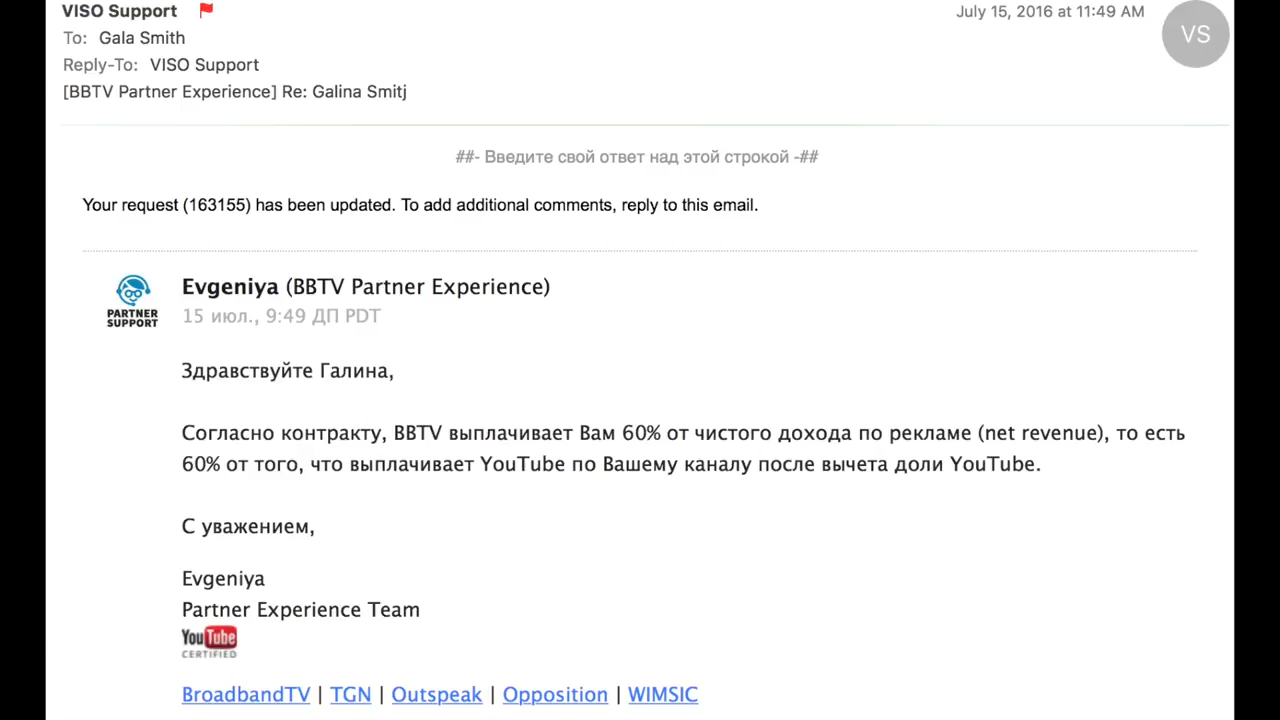 VISO Support
July 15, 2016 at 11:49 AM
VS
To: Gala Smith
Reply-To: VISO Support
[BBTV Partner Experience] Re: Galina Smitj
##- Введите свой ответ над этой строкой -##
Your request (163155) has been updated. To add additional comments, reply to this email.
PARTNER
SUPPORT
Evgeniya (BBTV Partner Experience)
15 июл., 9:49 ДП PDT
Здравствуйте Галина,
Согласно контракту, BBTV выплачивает Вам 60% от чистого дохода по рекламе (net revenue), то есть
60% от того, что выплачивает YouTube по Вашему каналу после вычета доли YouTube.
С уважением,
Evgeniya
Partner Experience Team
YouTube
CERTIFIED
BroadbandTV | TGN | Outspeak | Opposition | WIMSIC